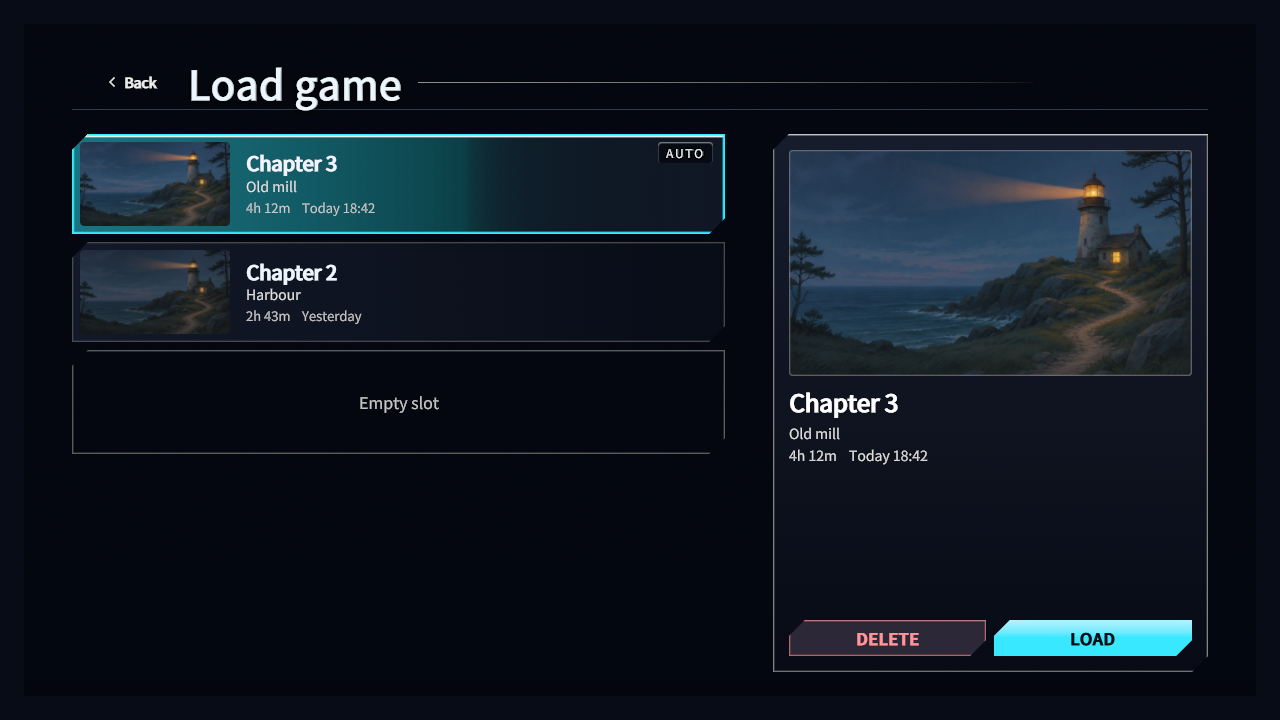 Back
Load game
Chapter 3
AUTO
Old mill
4h 12m Today 18:42
Chapter 2
Harbour
2h 43m Yesterday
Empty slot
Chapter 3
Old mill
4h 12m Today 18:42
DELETE
LOAD